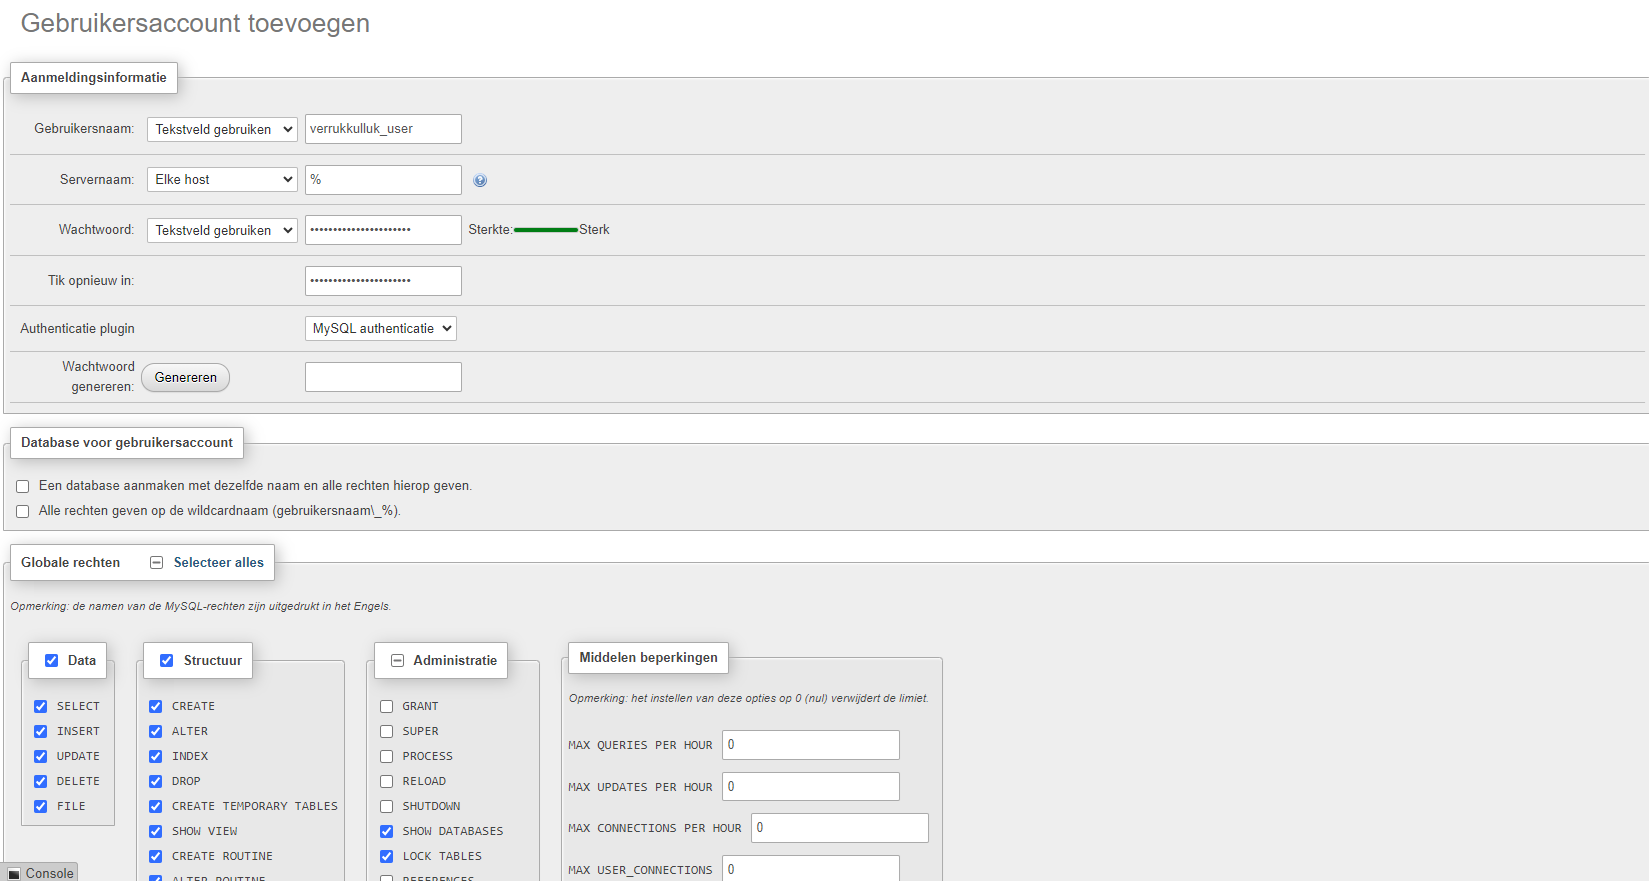 Gebruikersaccount toevoegen
Aanmeldingsinformatie
Gebruikersnaam: Tekstveld gebruiken verrukkulluk_user
Servernaam: Elke host %
Wachtwoord: Tekstveld gebruiken •••••••••••••••••••••• Sterkte: Sterk
Tik opnieuw in: ••••••••••••••••••••••
Authenticatie plugin MySQL authenticatie
Wachtwoord
genereren: Genereren
Database voor gebruikersaccount
Een database aanmaken met dezelfde naam en alle rechten hierop geven.
Alle rechten geven op de wildcardnaam (gebruikersnaam\_%).
Globale rechten Selecteer alles
Opmerking: de namen van de MySQL-rechten zijn uitgedrukt in het Engels.
Data
SELECT
INSERT
UPDATE
DELETE
FILE
Structuur
CREATE
ALTER
INDEX
DROP
CREATE TEMPORARY TABLES
SHOW VIEW
CREATE ROUTINE
ALTER ROUTINE
Administratie
GRANT
SUPER
PROCESS
RELOAD
SHUTDOWN
SHOW DATABASES
LOCK TABLES
REFERENCES
Middelen beperkingen
Opmerking: het instellen van deze opties op 0 (nul) verwijdert de limiet.
MAX QUERIES PER HOUR 0
MAX UPDATES PER HOUR 0
MAX CONNECTIONS PER HOUR 0
MAX USER_CONNECTIONS 0
Console